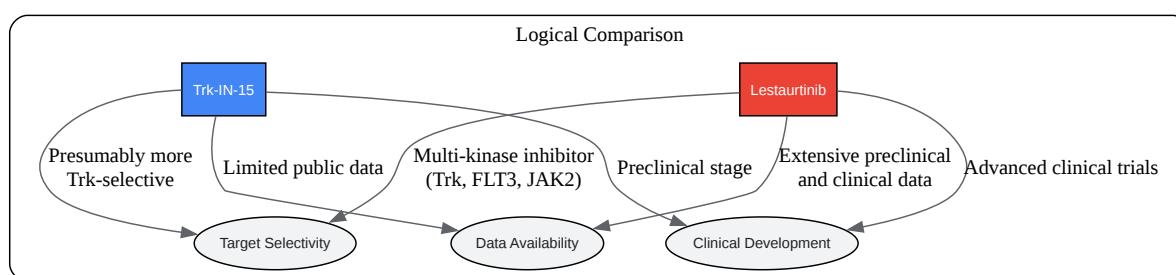 Logical Comparison
Trk-IN-15
Lestaurtinib
Presumably more
Trk-selective
Limited public data
Multi-kinase inhibitor
(Trk, FLT3, JAK2)
Preclinical stage
Extensive preclinical
and clinical data
Advanced clinical trials
Target Selectivity
Data Availability
Clinical Development